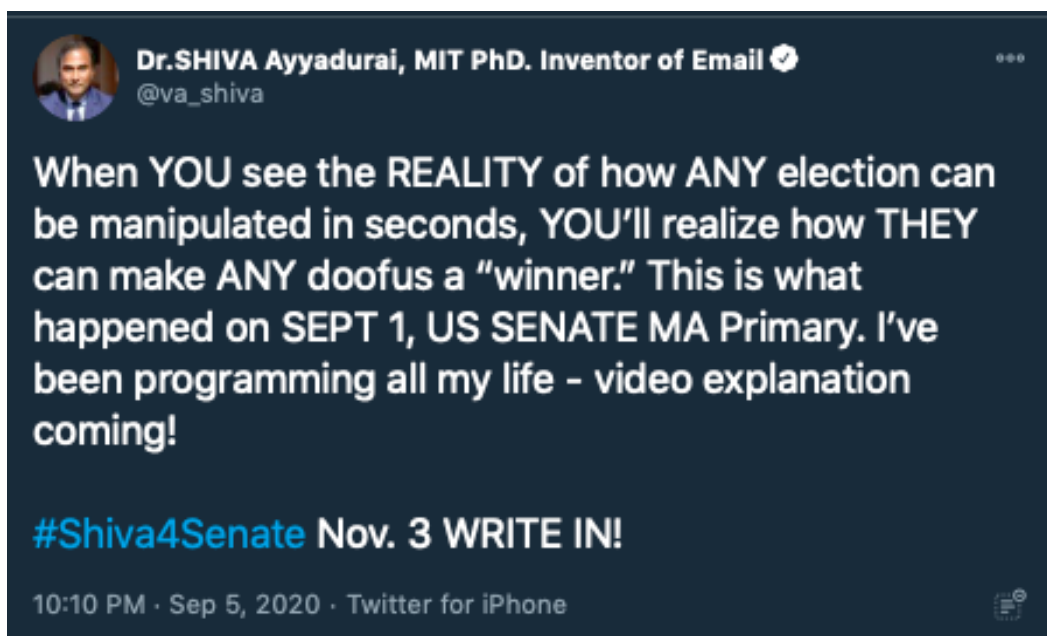 Dr.SHIVA Ayyadurai, MIT PhD. Inventor of Email
@va_shiva
When YOU see the REALITY of how ANY election can
be manipulated in seconds, YOU’ll realize how THEY
can make ANY doofus a “winner.” This is what
happened on SEPT 1, US SENATE MA Primary. I’ve
been programming all my life - video explanation
coming!
#Shiva4Senate Nov. 3 WRITE IN!
10:10 PM · Sep 5, 2020 · Twitter for iPhone